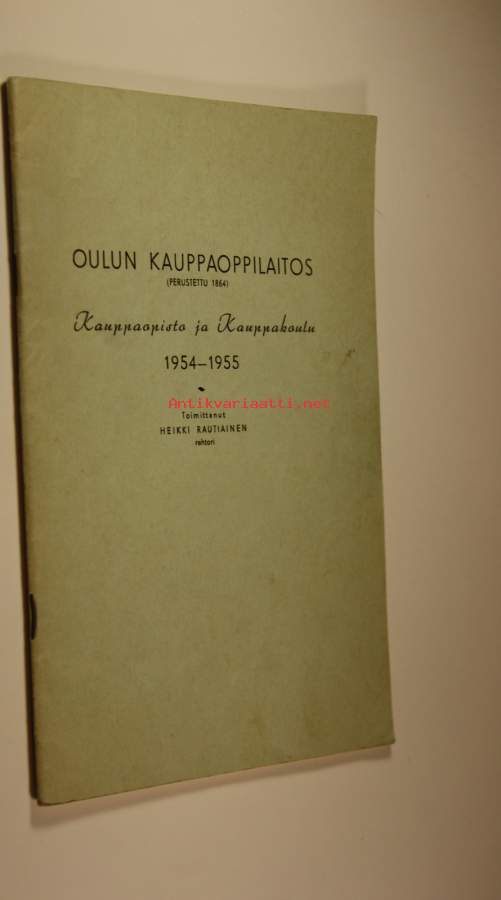 OULUN KAUPPAOPPILAITOS
(PERUSTETTU 1864)
Kauppaopisto ja Kauppakoulu
1954–1955
Antikvariaatti.net
Toimittanut
HEIKKI RAUTIAINEN
rehtori